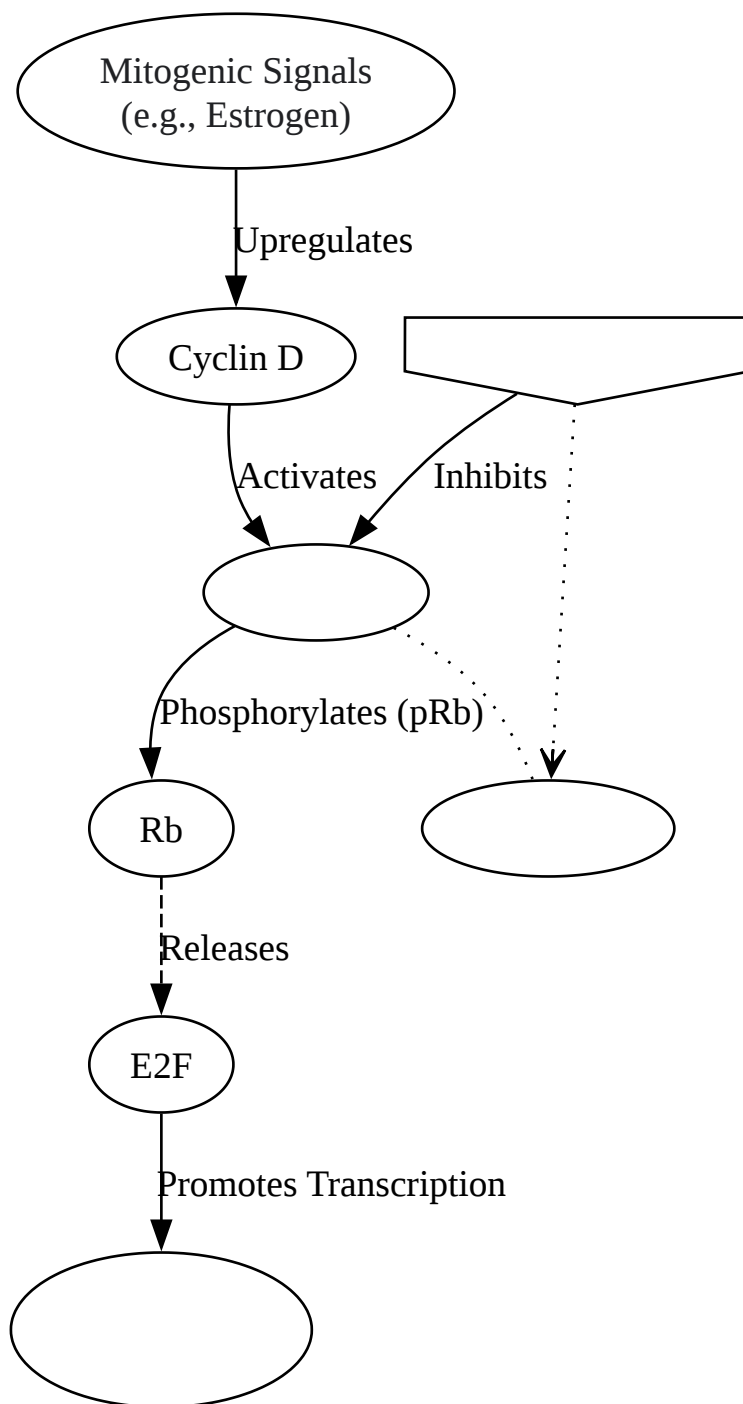 Mitogenic Signals
(e.g., Estrogen)
Upregulates
Cyclin D
Activates
Inhibits
Phosphorylates (pRb)
Rb
Releases
E2F
Promotes Transcription